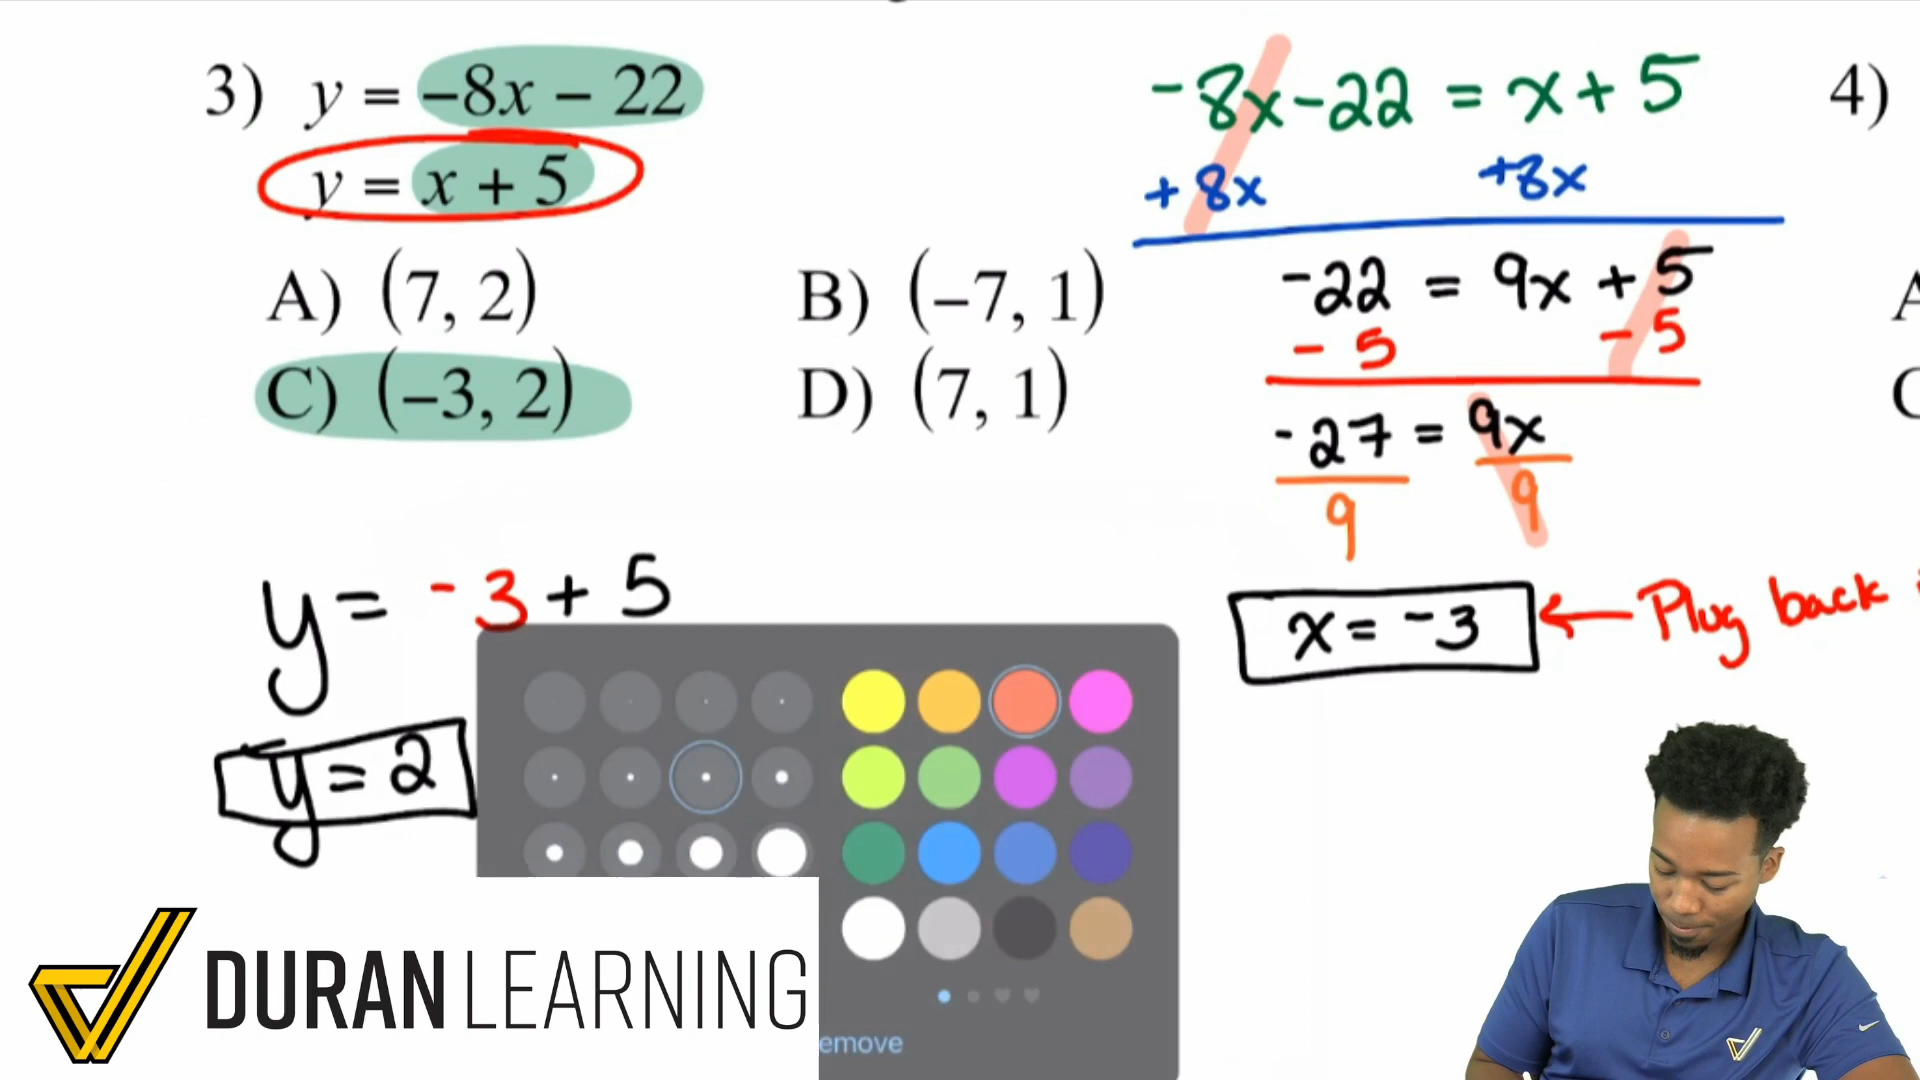 3) y = −8x − 22
y = x + 5
A) (7, 2)
B) (−7, 1)
C) (−3, 2)
D) (7, 1)
-8x-22 = x+5
+8x +8x
-22 = 9x +5
- 5 - 5
-27 = 9x
9 9
x = -3
← Plug back
y = -3 + 5
y = 2
4)
DURAN LEARNING
emove